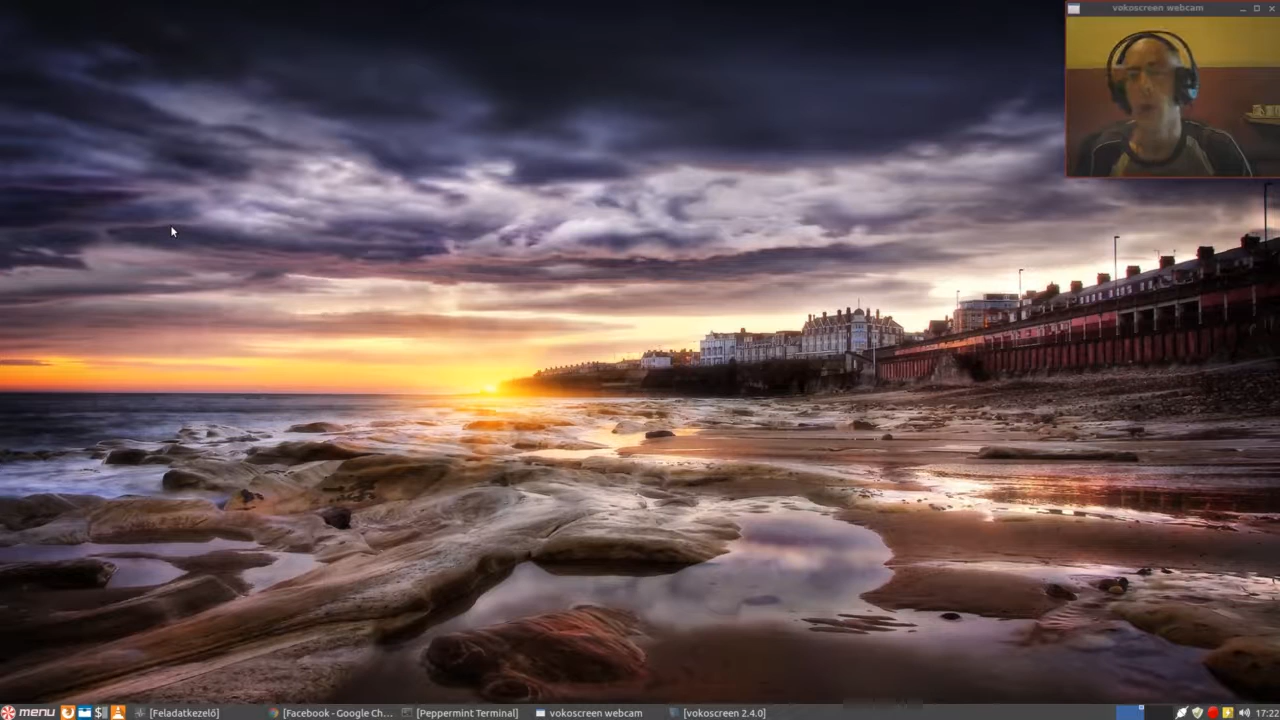 vokoscreen webcam
menu
[Feladatkezelő]
[Facebook - Google Ch...
[Peppermint Terminal]
vokoscreen webcam
[vokoscreen 2.4.0]
17:22